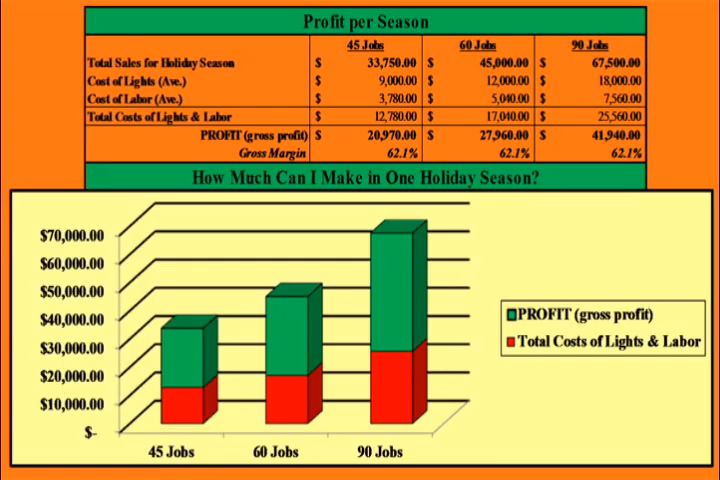 Profit per Season
45 Jobs 60 Jobs 90 Jobs
Total Sales for Holiday Season $ 33,750.00 $ 45,000.00 $ 67,500.00
Cost of Lights (Ave.) $ 9,000.00 $ 12,000.00 $ 18,000.00
Cost of Labor (Ave.) $ 3,780.00 $ 5,040.00 $ 7,560.00
Total Costs of Lights & Labor $ 12,780.00 $ 17,040.00 $ 25,560.00
PROFIT (gross profit) $ 20,970.00 $ 27,960.00 $ 41,940.00
Gross Margin 62.1% 62.1% 62.1%
How Much Can I Make in One Holiday Season?
$70,000.00
$60,000.00
$50,000.00
$40,000.00
$30,000.00
$20,000.00
$10,000.00
$-
45 Jobs 60 Jobs 90 Jobs
PROFIT (gross profit)
Total Costs of Lights & Labor